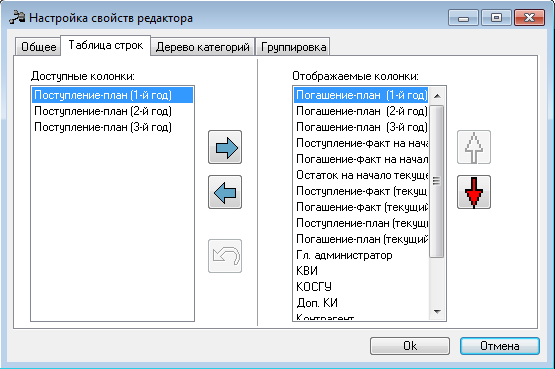 Настройка свойств редактора
Общее Таблица строк Дерево категорий Группировка
Доступные колонки:
Поступление-план (1-й год)
Поступление-план (2-й год)
Поступление-план (3-й год)
Отображаемые колонки:
Погашение-план (1-й год)
Погашение-план (2-й год)
Погашение-план (3-й год)
Поступление-факт на нача
Погашение-факт на начал
Остаток на начало текуще
Поступление-факт (текущ
Погашение-факт (текущий
Поступление-план (текущ
Погашение-план (текущий
Гл. администратор
КВИ
КОСГУ
Доп. КИ
Контрагент
Ok Отмена